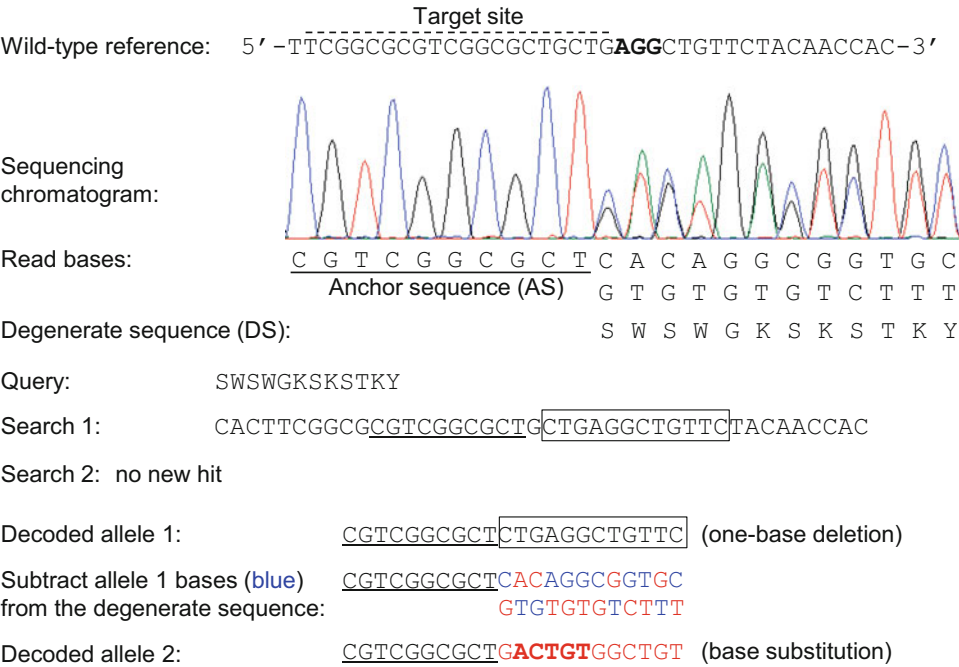 Target site
Wild-type reference: 5′-TTCGGCGCGTCGGCGCTGCTGAGGCTGTTCTACAACCAC-3′
Sequencing
chromatogram:
Read bases: C G T C G G C G C T C A C A G G C G G T G C
Anchor sequence (AS) G T G T G T G T C T T T
Degenerate sequence (DS): S W S W G K S K S T K Y
Query: SWSWGKSKSTKY
Search 1: CACTTCGGCGCGTCGGCGCTGCTGAGGCTGTTCTACAACCAC
Search 2: no new hit
Decoded allele 1: CGTCGGCGCTCTGAGGCTGTTC (one-base deletion)
Subtract allele 1 bases (blue) CGTCGGCGCTCACAGGCGGTGC
from the degenerate sequence: GTGTGTGTCTTT
Decoded allele 2: CGTCGGCGCTGACTGTGGCTGT (base substitution)